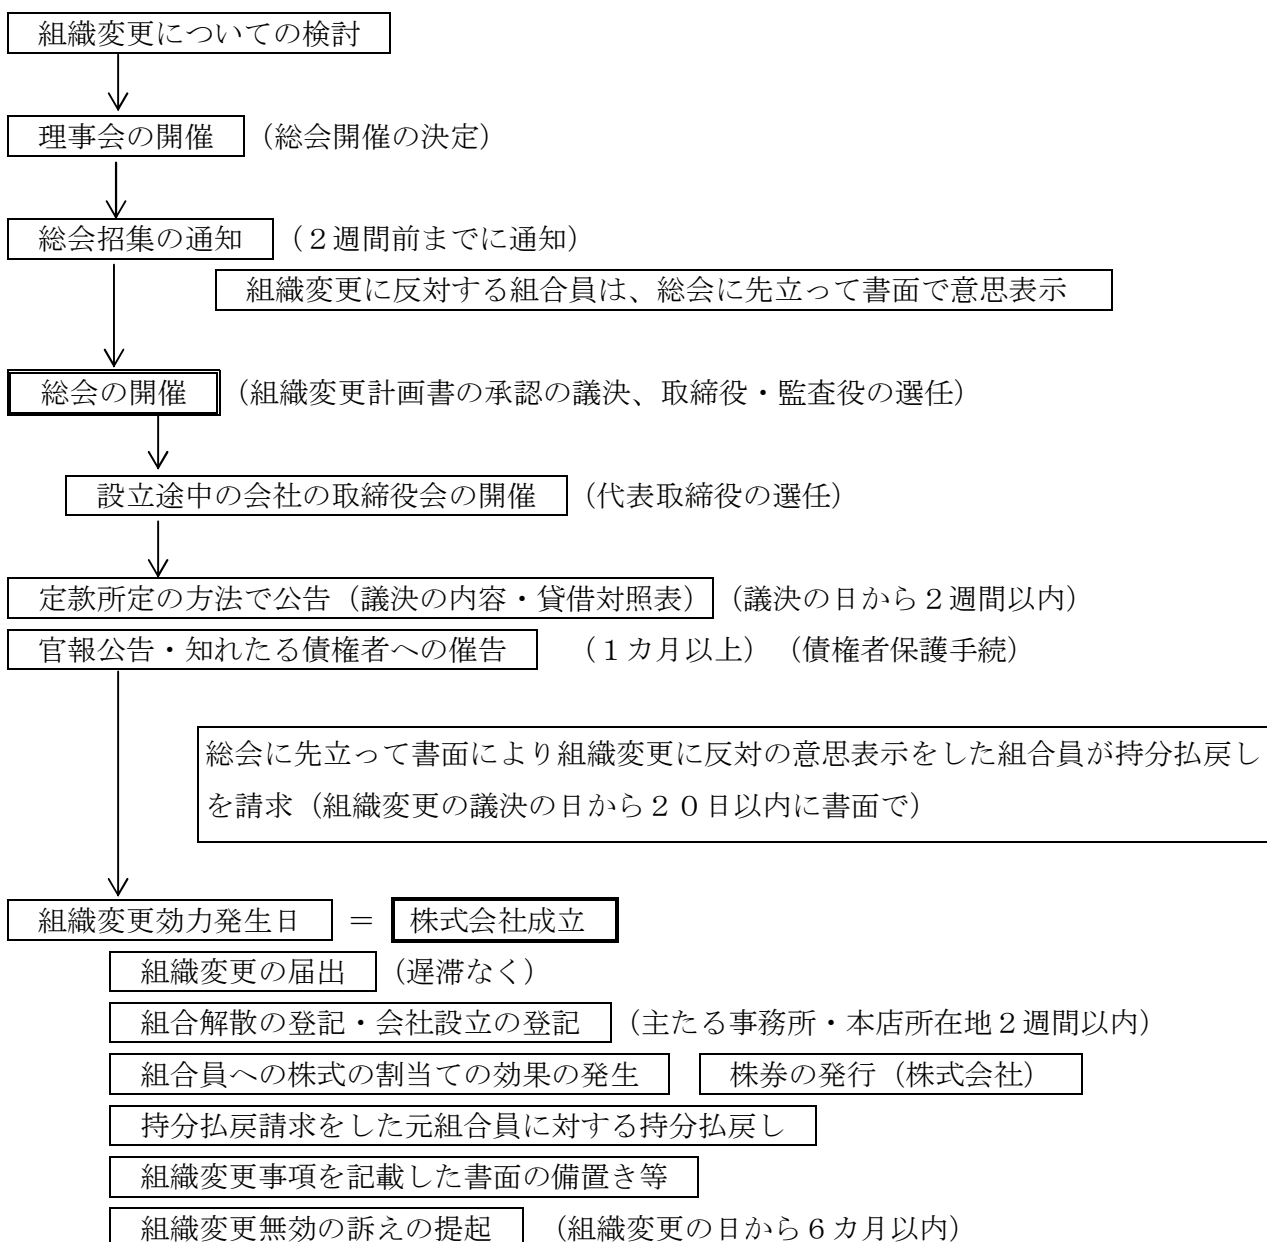 組織変更についての検討
理事会の開催 （総会開催の決定）
総会招集の通知 （２週間前までに通知）
組織変更に反対する組合員は、総会に先立って書面で意思表示
総会の開催 （組織変更計画書の承認の議決、取締役・監査役の選任）
設立途中の会社の取締役会の開催 （代表取締役の選任）
定款所定の方法で公告（議決の内容・貸借対照表） （議決の日から２週間以内）
官報公告・知れたる債権者への催告 （１カ月以上）（債権者保護手続）
総会に先立って書面により組織変更に反対の意思表示をした組合員が持分払戻し
を請求（組織変更の議決の日から２０日以内に書面で）
組織変更効力発生日 ＝ 株式会社成立
組織変更の届出 （遅滞なく）
組合解散の登記・会社設立の登記 （主たる事務所・本店所在地２週間以内）
組合員への株式の割当ての効果の発生 株券の発行（株式会社）
持分払戻請求をした元組合員に対する持分払戻し
組織変更事項を記載した書面の備置き等
組織変更無効の訴えの提起 （組織変更の日から６カ月以内）